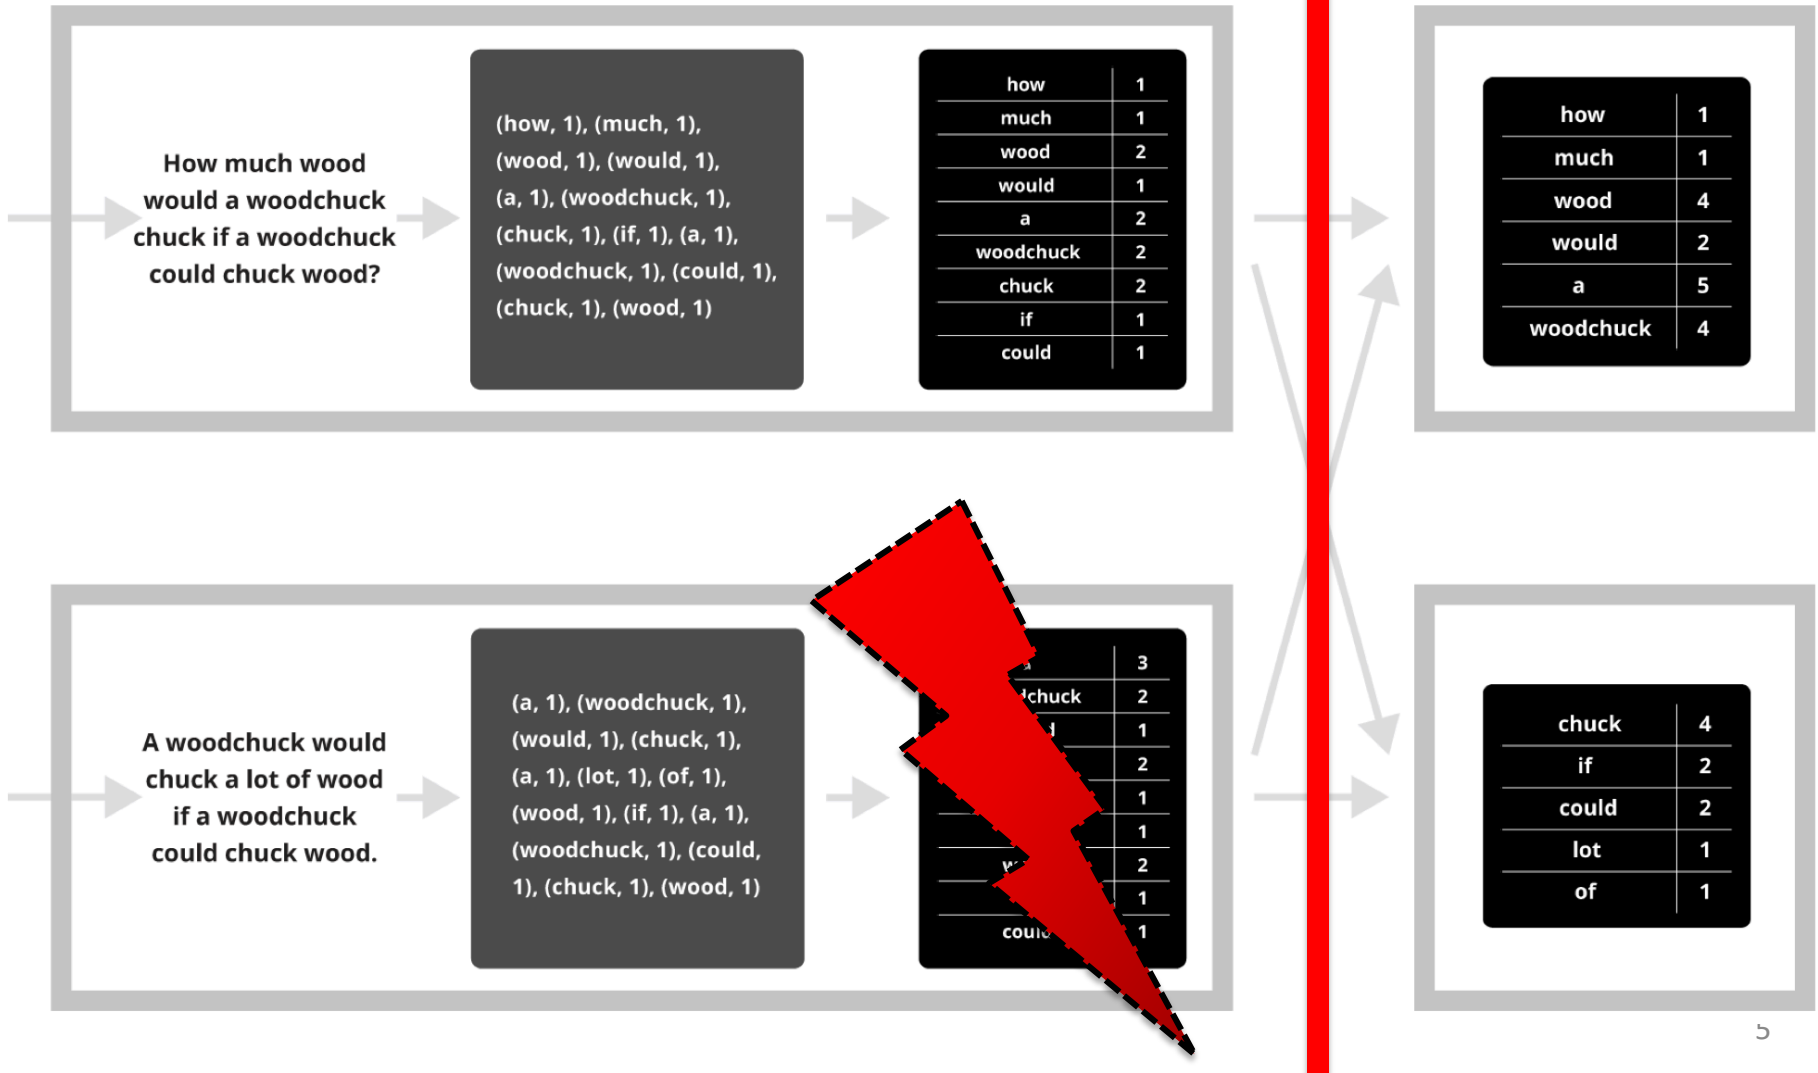 How much wood
would a woodchuck
chuck if a woodchuck
could chuck wood?
(how, 1), (much, 1),
(wood, 1), (would, 1),
(a, 1), (woodchuck, 1),
(chuck, 1), (if, 1), (a, 1),
(woodchuck, 1), (could, 1),
(chuck, 1), (wood, 1)
how 1
much 1
wood 2
would 1
a 2
woodchuck 2
chuck 2
if 1
could 1
how 1
much 1
wood 4
would 2
a 5
woodchuck 4
A woodchuck would
chuck a lot of wood
if a woodchuck
could chuck wood.
(a, 1), (woodchuck, 1),
(would, 1), (chuck, 1),
(a, 1), (lot, 1), (of, 1),
(wood, 1), (if, 1), (a, 1),
(woodchuck, 1), (could,
1), (chuck, 1), (wood, 1)
3
2
1
2
1
1
2
1
1
chuck 4
if 2
could 2
lot 1
of 1
5